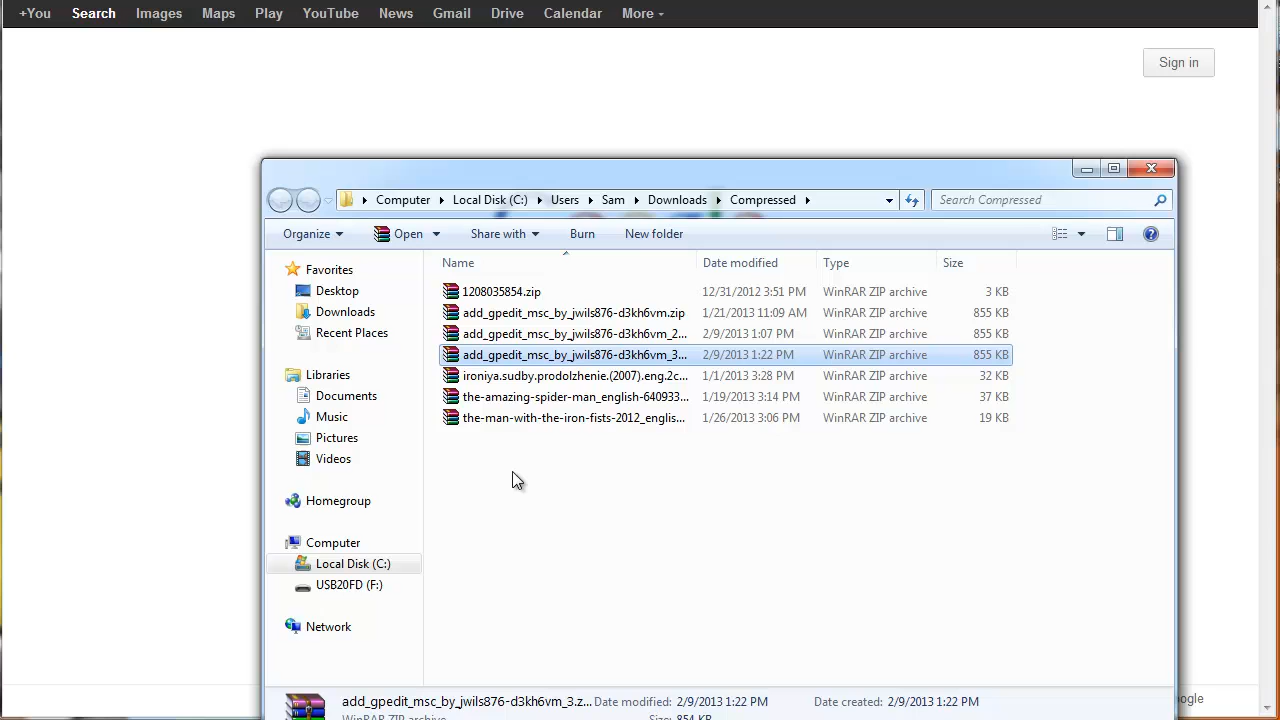 +You Search Images Maps Play YouTube News Gmail Drive Calendar More
Sign in
Computer Local Disk (C:) Users Sam Downloads Compressed Search Compressed
Organize Open Share with Burn New folder
Name Date modified Type Size
Favorites
Desktop
Downloads
Recent Places
Libraries
Documents
Music
Pictures
Videos
Homegroup
Computer
Local Disk (C:)
USB20FD (F:)
Network
1208035854.zip 12/31/2012 3:51 PM WinRAR ZIP archive 3 KB
add_gpedit_msc_by_jwils876-d3kh6vm.zip 1/21/2013 11:09 AM WinRAR ZIP archive 855 KB
add_gpedit_msc_by_jwils876-d3kh6vm_2... 2/9/2013 1:07 PM WinRAR ZIP archive 855 KB
add_gpedit_msc_by_jwils876-d3kh6vm_3... 2/9/2013 1:22 PM WinRAR ZIP archive 855 KB
ironiya.sudby.prodolzhenie.(2007).eng.2c... 1/1/2013 3:28 PM WinRAR ZIP archive 32 KB
the-amazing-spider-man_english-640933... 1/19/2013 3:14 PM WinRAR ZIP archive 37 KB
the-man-with-the-iron-fists-2012_englis... 1/26/2013 3:06 PM WinRAR ZIP archive 19 KB
add_gpedit_msc_by_jwils876-d3kh6vm_3.z... Date modified: 2/9/2013 1:22 PM Date created: 2/9/2013 1:22 PM
WinRAR ZIP archive Size: 854 KB